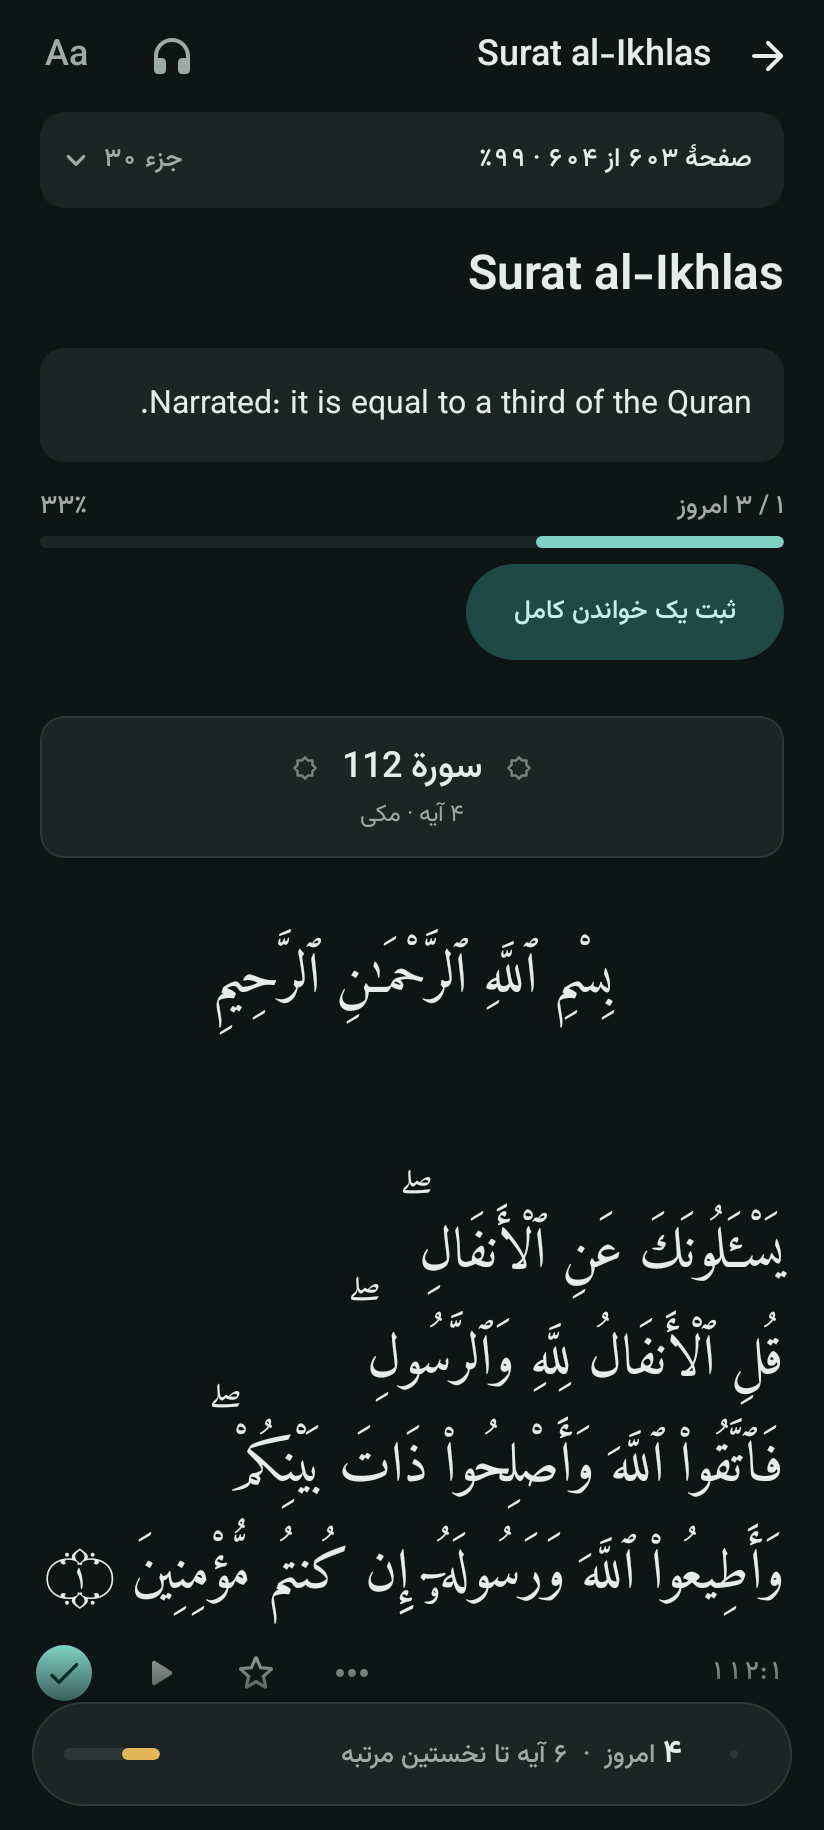 Surat al-Ikhlas
Aa
صفحهٔ ۶۰۳ از ۶۰۴ · ۹۹٪
جزء ۳۰
Surat al-Ikhlas
Narrated: it is equal to a third of the Quran.
۱ / ۳ امروز
۳۳٪
ثبت یک خواندن کامل
سورة 112
۴ آیه · مکی
بِسْمِ ٱللَّهِ ٱلرَّحْمَـٰنِ ٱلرَّحِيمِ
يَسْـَٔلُونَكَ عَنِ ٱلْأَنفَالِ ۖ
قُلِ ٱلْأَنفَالُ لِلَّهِ وَٱلرَّسُولِ ۖ
فَٱتَّقُوا۟ ٱللَّهَ وَأَصْلِحُوا۟ ذَاتَ بَيْنِكُمْ ۖ
وَأَطِيعُوا۟ ٱللَّهَ وَرَسُولَهُۥٓ إِن كُنتُم مُّؤْمِنِينَ ۝١
۱۱۲:۱
۴ امروز · ۶ آیه تا نخستین مرتبه